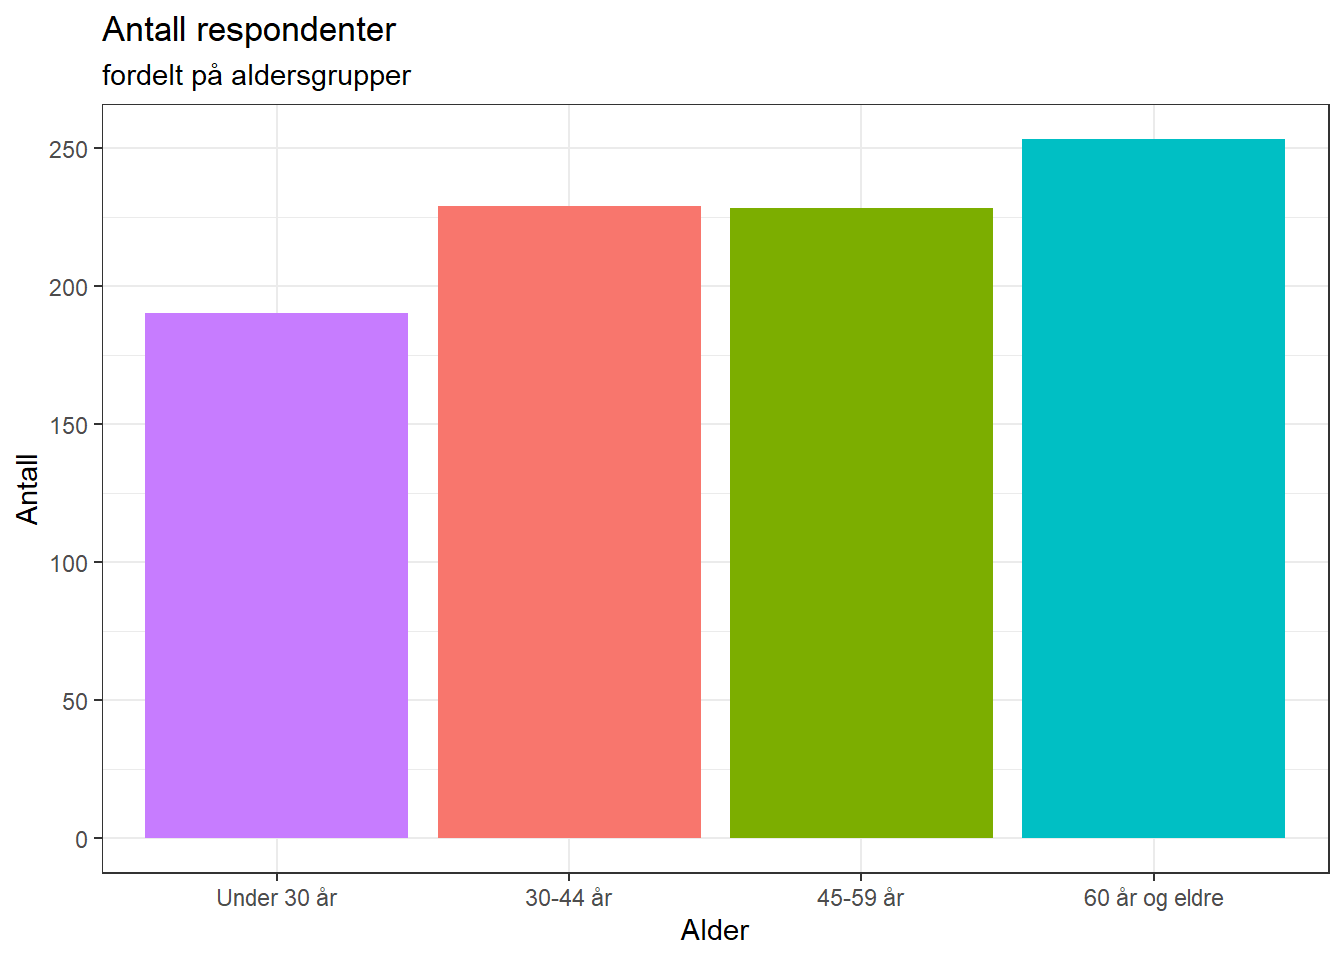 Antall respondenter
fordelt på aldersgrupper
250
200
150
100
50
0
Antall
Under 30 år
30-44 år
45-59 år
60 år og eldre
Alder